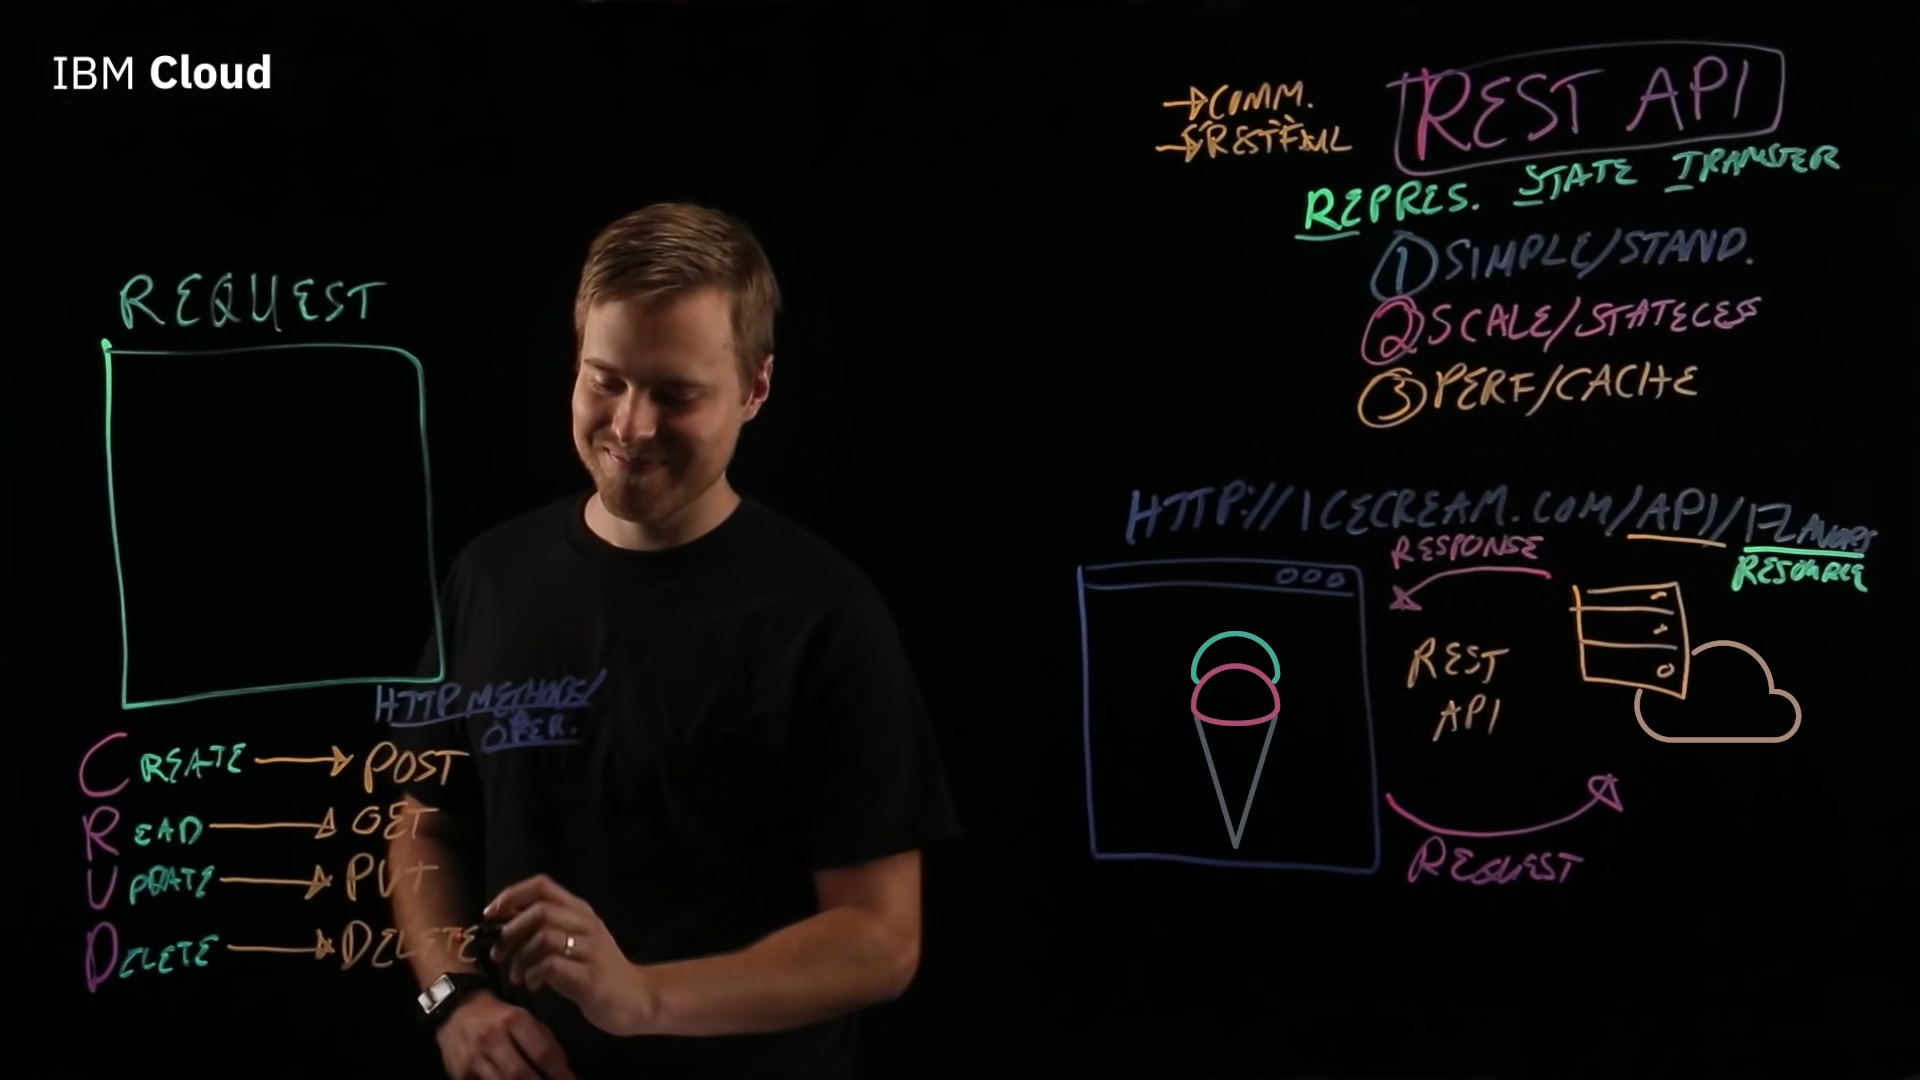 IBM Cloud
REST API
→COMM.
→RESTFUL
REPRES. STATE TRANSFER
① SIMPLE/STAND.
② SCALE/STATELESS
③ PERF/CACHE
REQUEST
HTTP METHODS/
OPER.
CREATE → POST
READ → GET
UPDATE → PUT
DELETE → DELETE
HTTP://ICECREAM.COM/API/FLAVORS
RESOURCE
RESPONSE
REST
API
REQUEST